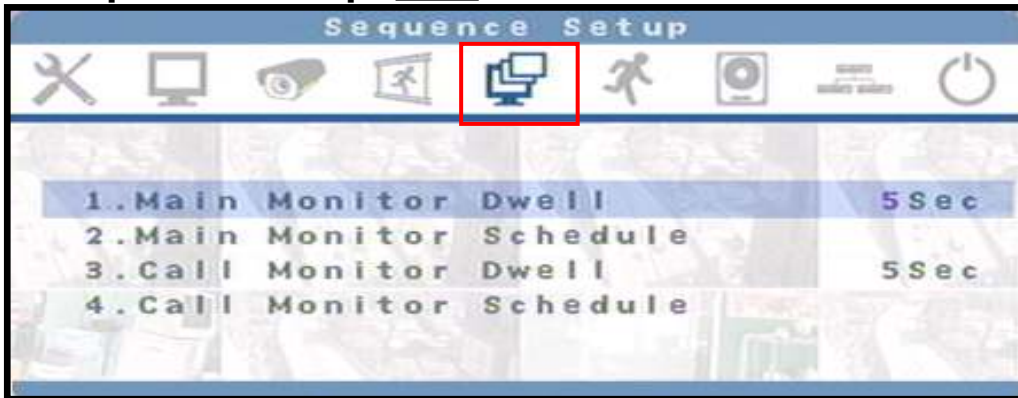 Sequence Setup
1.Main Monitor Dwell 5Sec
2.Main Monitor Schedule
3.Call Monitor Dwell 5Sec
4.Call Monitor Schedule